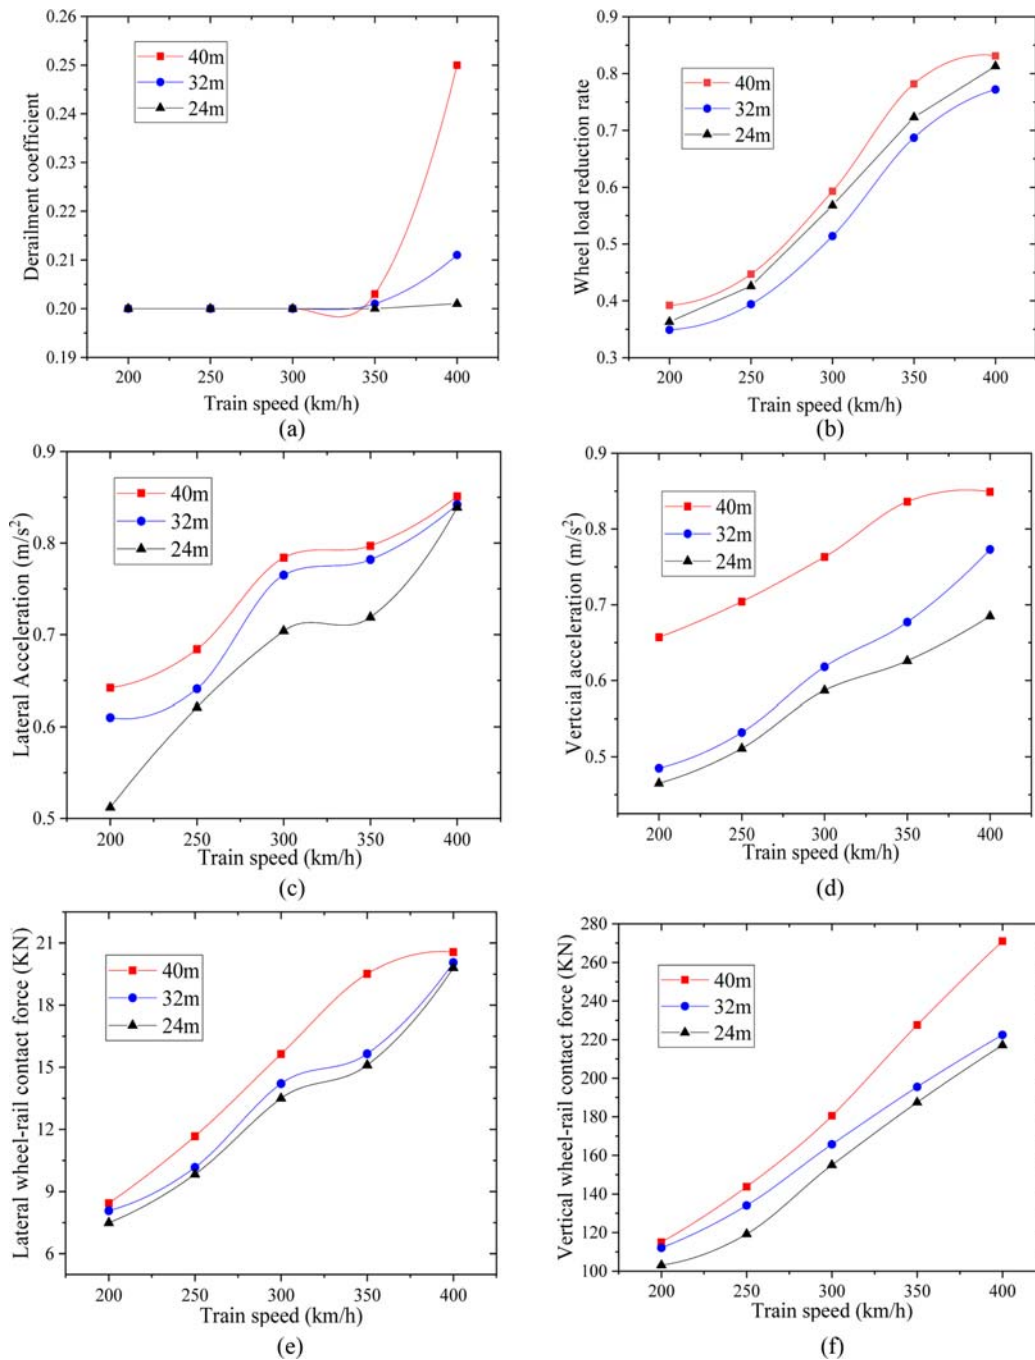 0.26
0.25
0.24
0.23
0.22
0.21
0.20
0.19
Derailment coefficient
40m
32m
24m
200 250 300 350 400
Train speed (km/h)
(a)
0.9
0.8
0.7
0.6
0.5
0.4
0.3
Wheel load reduction rate
40m
32m
24m
200 250 300 350 400
Train speed (km/h)
(b)
0.9
0.8
0.7
0.6
0.5
Lateral Acceleration (m/s²)
40m
32m
24m
200 250 300 350 400
Train speed (km/h)
(c)
0.9
0.8
0.7
0.6
0.5
Vertcial acceleration (m/s²)
40m
32m
24m
200 250 300 350 400
Train speed (km/h)
(d)
21
18
15
12
9
6
Lateral wheel-rail contact force (KN)
40m
32m
24m
200 250 300 350 400
Train speed (km/h)
(e)
280
260
240
220
200
180
160
140
120
100
Vertical wheel-rail contact force (KN)
40m
32m
24m
200 250 300 350 400
Train speed (km/h)
(f)